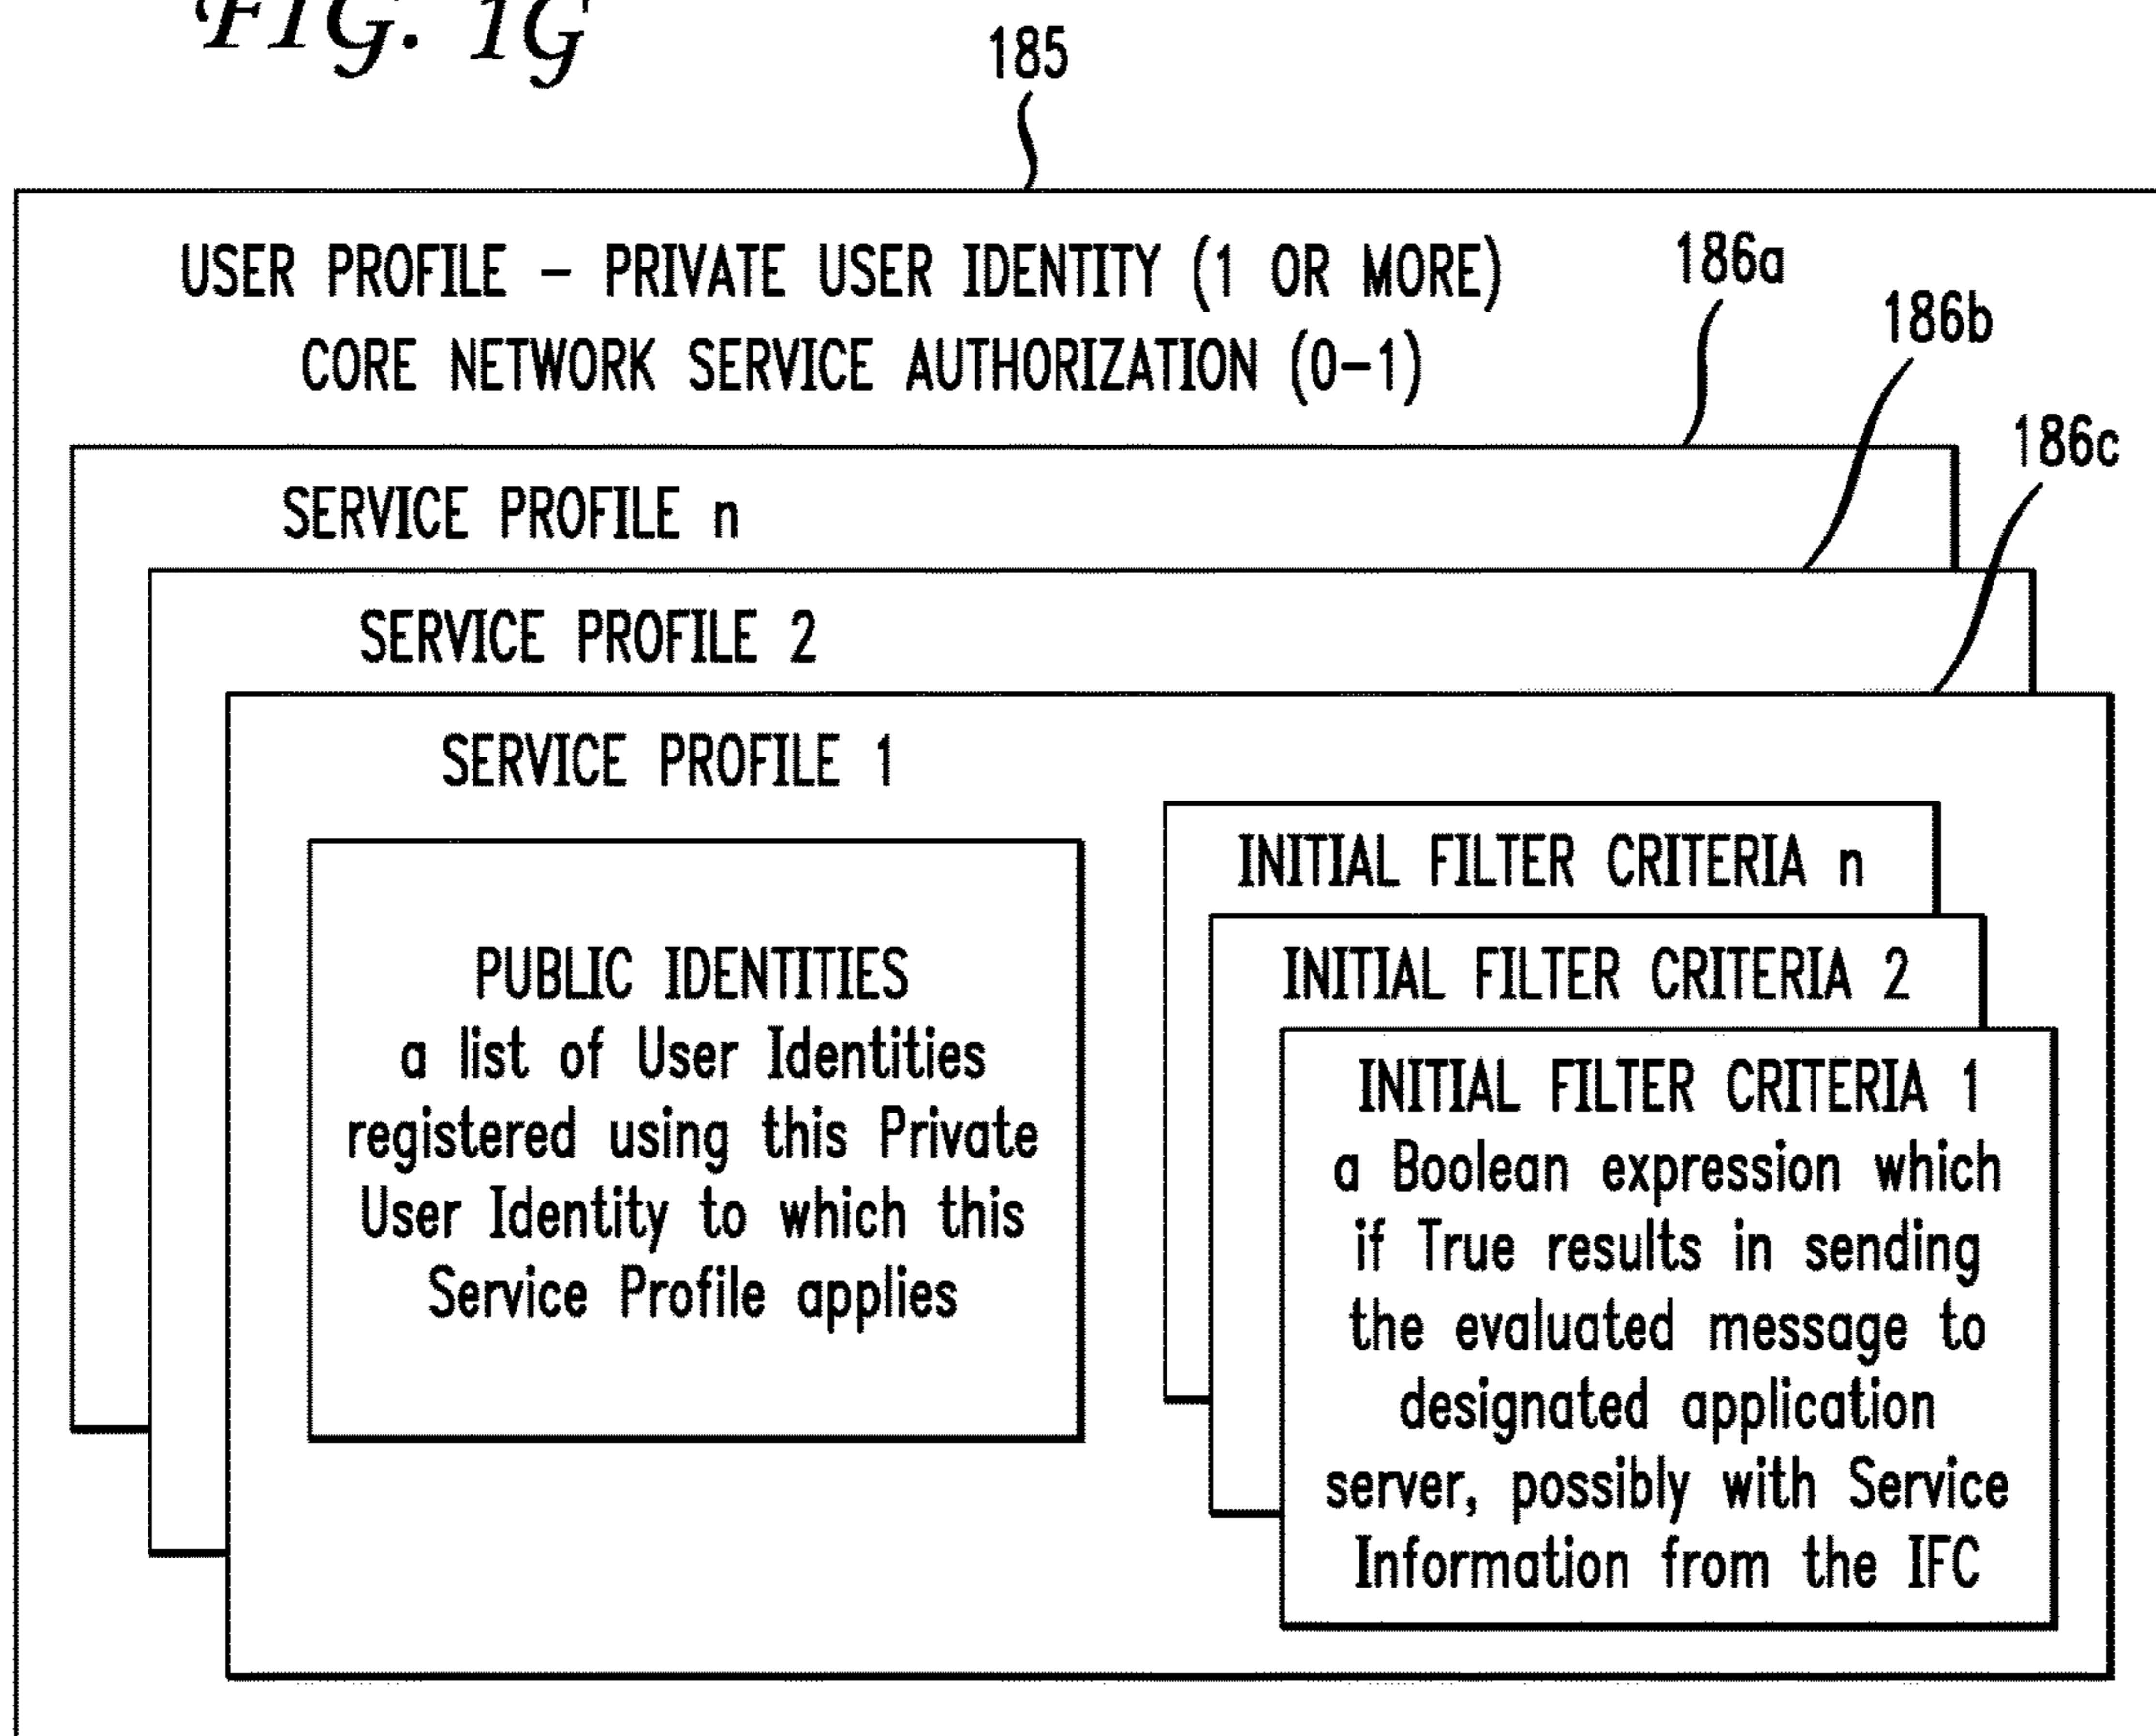 FIG. 1G
185
USER PROFILE – PRIVATE USER IDENTITY (1 OR MORE)
CORE NETWORK SERVICE AUTHORIZATION (0–1)
186a
186b
186c
SERVICE PROFILE n
SERVICE PROFILE 2
SERVICE PROFILE 1
PUBLIC IDENTITIES
a list of User Identities
registered using this Private
User Identity to which this
Service Profile applies
INITIAL FILTER CRITERIA n
INITIAL FILTER CRITERIA 2
INITIAL FILTER CRITERIA 1
a Boolean expression which
if True results in sending
the evaluated message to
designated application
server, possibly with Service
Information from the IFC